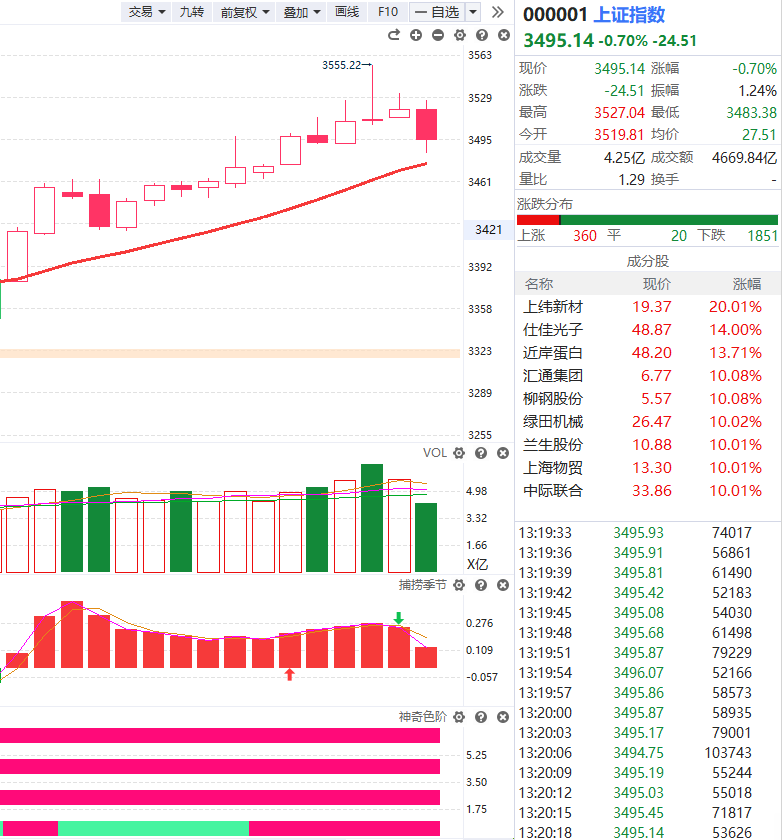 交易 九转 前复权 叠加 画线 F10 一 自选
000001 上证指数
3495.14 -0.70% -24.51
现价 3495.14 涨幅 -0.70%
涨跌 -24.51 振幅 1.24%
最高 3527.04 最低 3483.38
今开 3519.81 均价 27.51
成交量 4.25亿 成交额 4669.84亿
量比 1.29 换手 -
涨跌分布
上涨 360 平 20 下跌 1851
成分股
名称 现价 涨幅
上纬新材 19.37 20.01%
仕佳光子 48.87 14.00%
近岸蛋白 48.20 13.71%
汇通集团 6.77 10.08%
柳钢股份 5.57 10.08%
绿田机械 26.47 10.02%
兰生股份 10.88 10.01%
上海物贸 13.30 10.01%
中际联合 33.86 10.01%
13:19:33 3495.93 74017
13:19:36 3495.91 56861
13:19:39 3495.81 61490
13:19:42 3495.42 52183
13:19:45 3495.08 54030
13:19:48 3495.68 61498
13:19:51 3495.87 79229
13:19:54 3496.07 52166
13:19:57 3495.86 58573
13:20:00 3495.87 58935
13:20:03 3495.17 79001
13:20:06 3494.75 103743
13:20:09 3495.19 55244
13:20:12 3495.03 55018
13:20:15 3495.45 71817
13:20:18 3495.14 53626
3555.22
3563
3529
3495
3461
3421
3392
3358
3323
3289
3255
VOL
4.98
3.32
1.66
X亿
捕捞季节
0.276
0.109
-0.057
神奇色阶
5.25
3.50
1.75